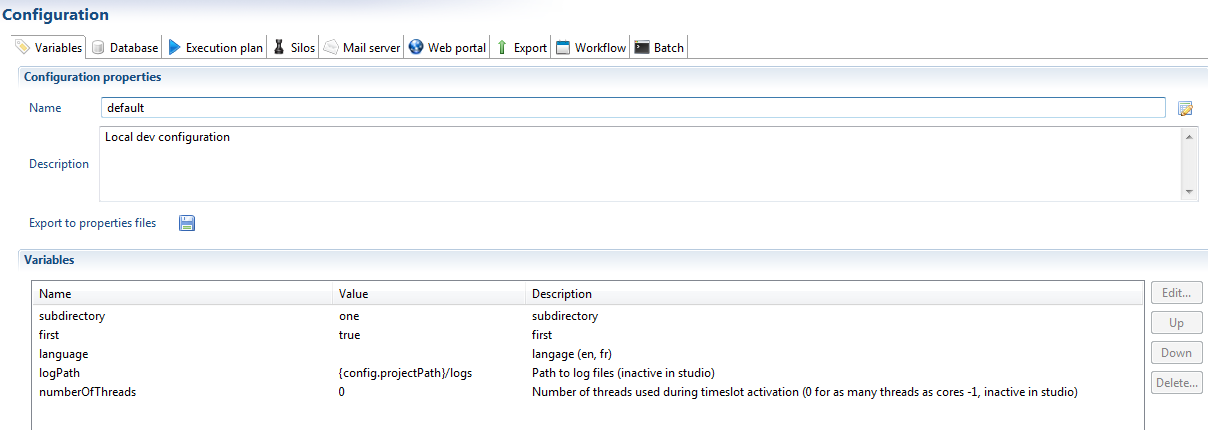 Configuration
Variables Database Execution plan Silos Mail server Web portal Export Workflow Batch
Configuration properties
Name default
Local dev configuration
Description
Export to properties files
Variables
Name Value Description
Edit...
subdirectory one subdirectory
Up
first true first
language langage (en, fr)
Down
logPath {config.projectPath}/logs Path to log files (inactive in studio)
Delete...
numberOfThreads 0 Number of threads used during timeslot activation (0 for as many threads as cores -1, inactive in studio)